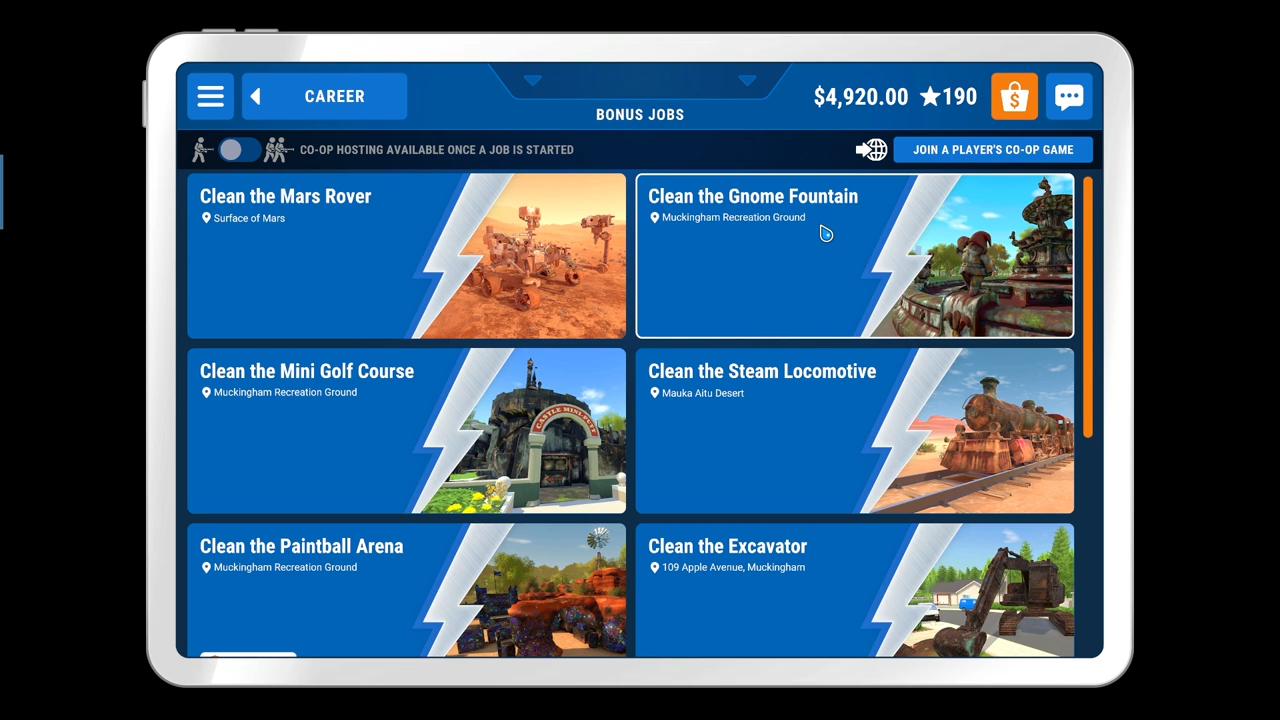 CAREER
BONUS JOBS
$4,920.00 ★190
CO-OP HOSTING AVAILABLE ONCE A JOB IS STARTED
JOIN A PLAYER'S CO-OP GAME
Clean the Mars Rover
Surface of Mars
Clean the Gnome Fountain
Muckingham Recreation Ground
Clean the Mini Golf Course
Muckingham Recreation Ground
CASTLE MINI GOLF
Clean the Steam Locomotive
Mauka Aitu Desert
Clean the Paintball Arena
Muckingham Recreation Ground
Clean the Excavator
109 Apple Avenue, Muckingham